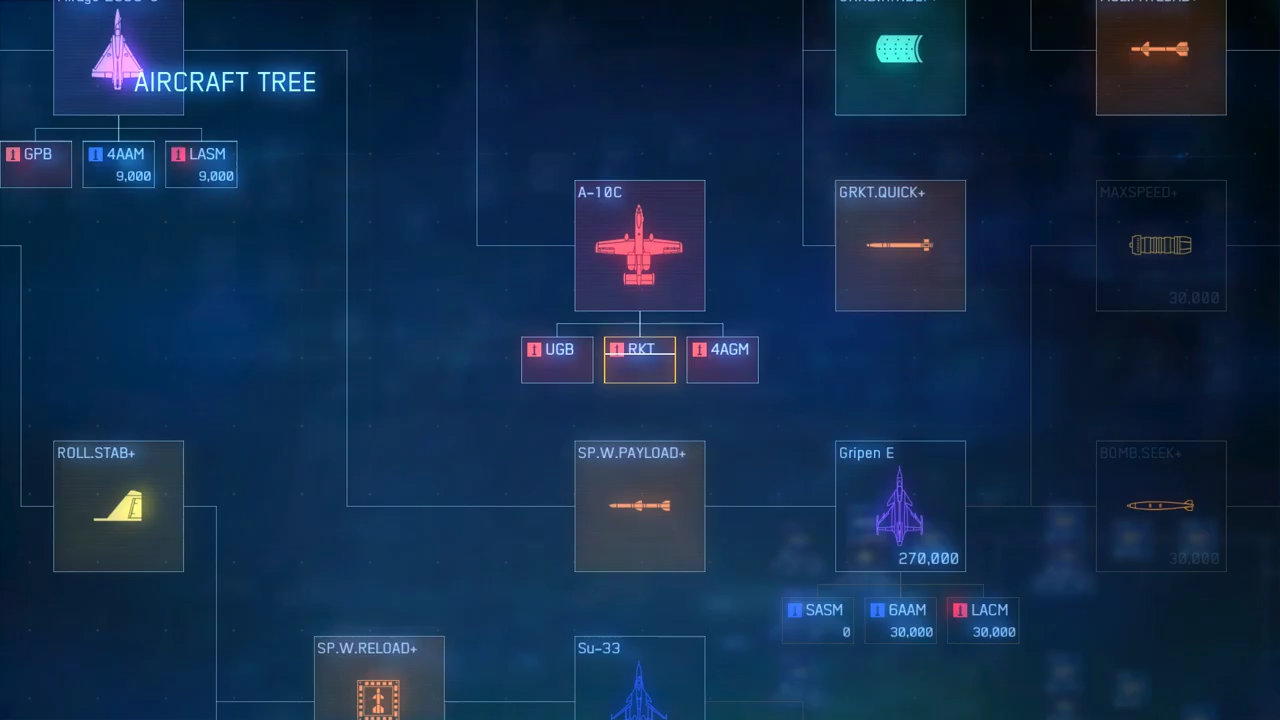 AIRCRAFT TREE
GPB
4AAM
9,000
LASM
9,000
A-10C
GRKT.QUICK+
MAXSPEED+
30,000
UGB
RKT
4AGM
ROLL.STAB+
SP.W.PAYLOAD+
Gripen E
270,000
BOMB.SEEK+
30,000
SASM
0
6AAM
30,000
LACM
30,000
SP.W.RELOAD+
Su-33